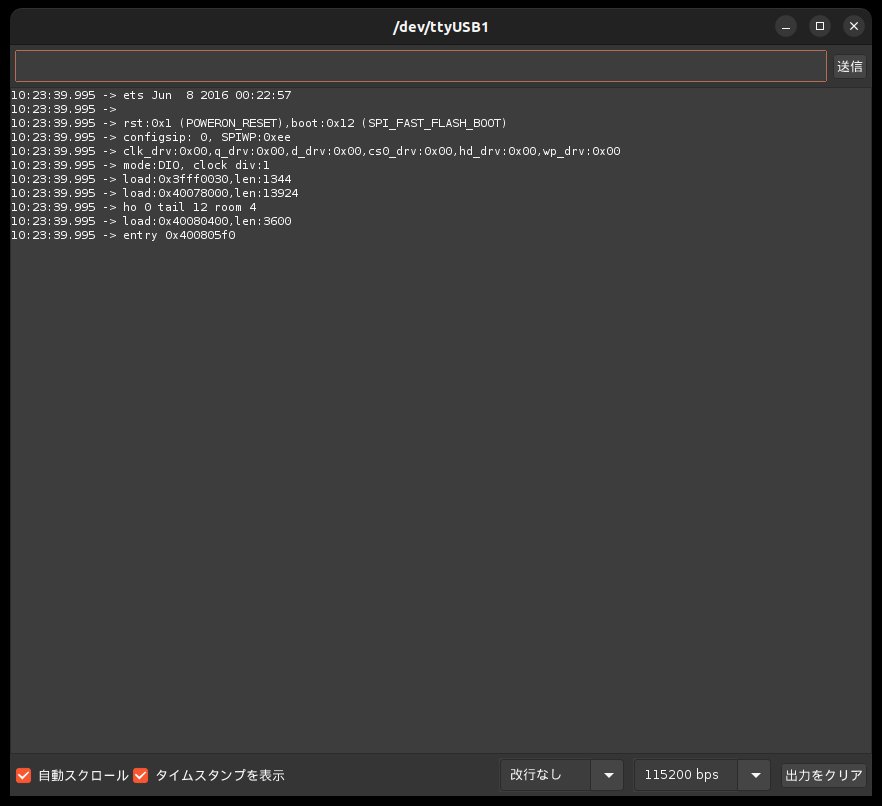 /dev/ttyUSB1
送信
10:23:39.995 -> ets Jun  8 2016 00:22:57
10:23:39.995 ->
10:23:39.995 -> rst:0x1 (POWERON_RESET),boot:0x12 (SPI_FAST_FLASH_BOOT)
10:23:39.995 -> configsip: 0, SPIWP:0xee
10:23:39.995 -> clk_drv:0x00,q_drv:0x00,d_drv:0x00,cs0_drv:0x00,hd_drv:0x00,wp_drv:0x00
10:23:39.995 -> mode:DIO, clock div:1
10:23:39.995 -> load:0x3fff0030,len:1344
10:23:39.995 -> load:0x40078000,len:13924
10:23:39.995 -> ho 0 tail 12 room 4
10:23:39.995 -> load:0x40080400,len:3600
10:23:39.995 -> entry 0x400805f0
自動スクロール タイムスタンプを表示 改行なし 115200 bps 出力をクリア